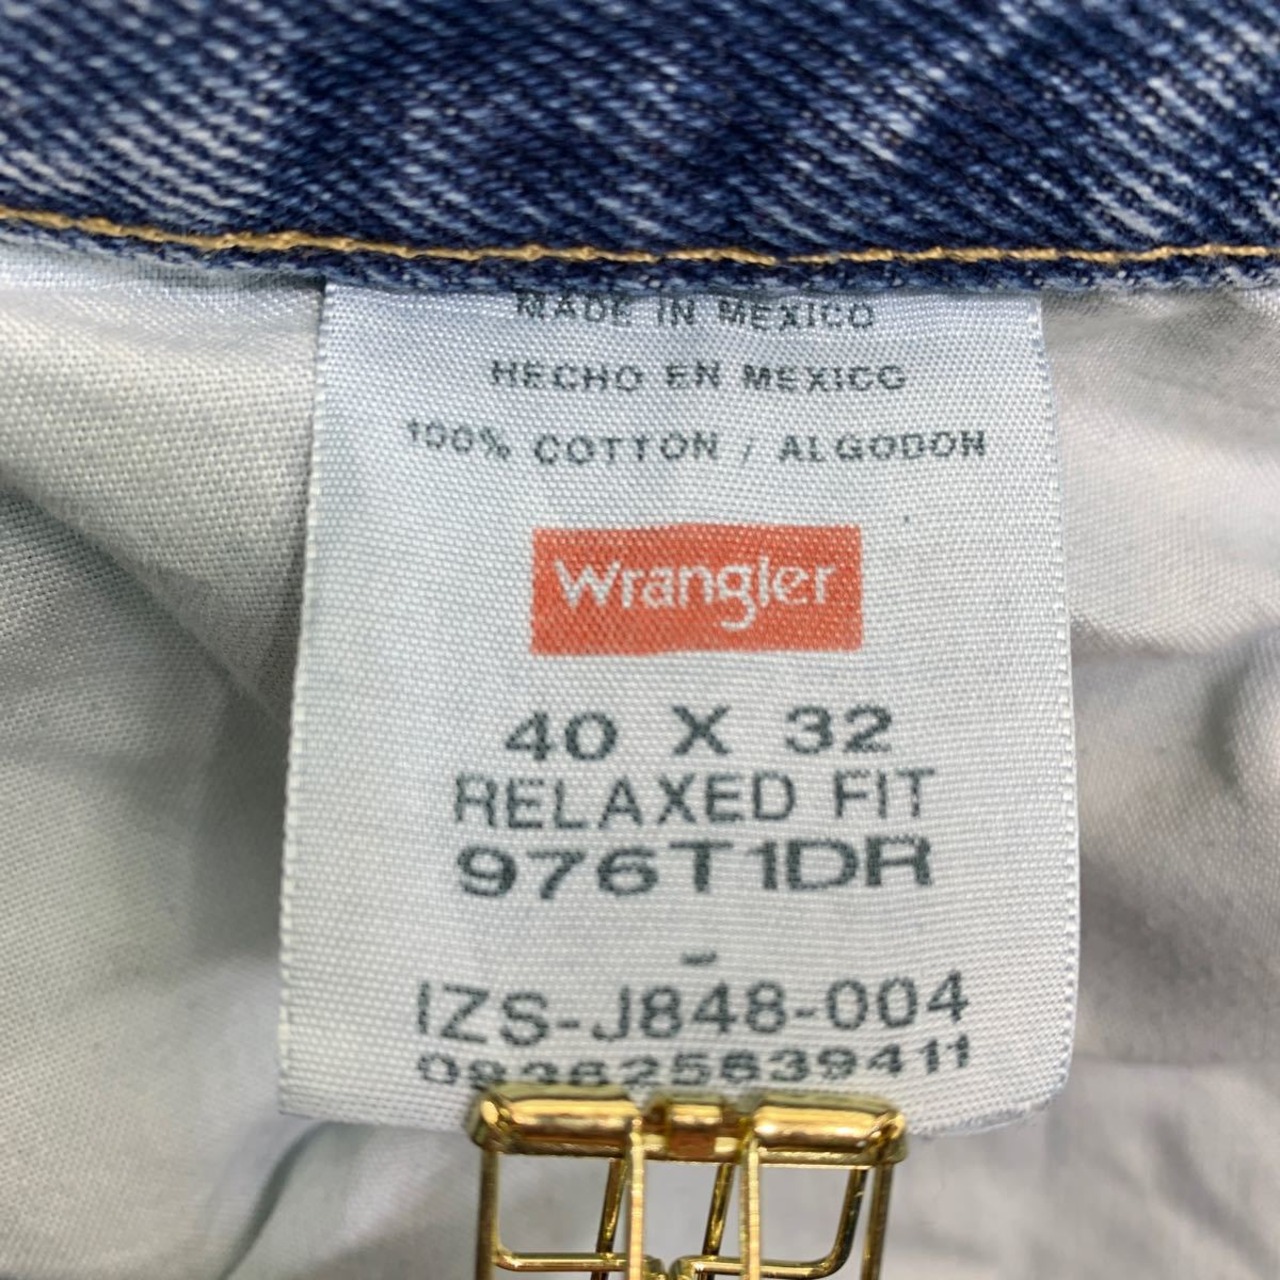 MADE IN MEXICO
HECHO EN MEXICO
100% COTTON / ALGODON
Wrangler
40 X 32
RELAXED FIT
976T1DR
-
IZS-J848-004